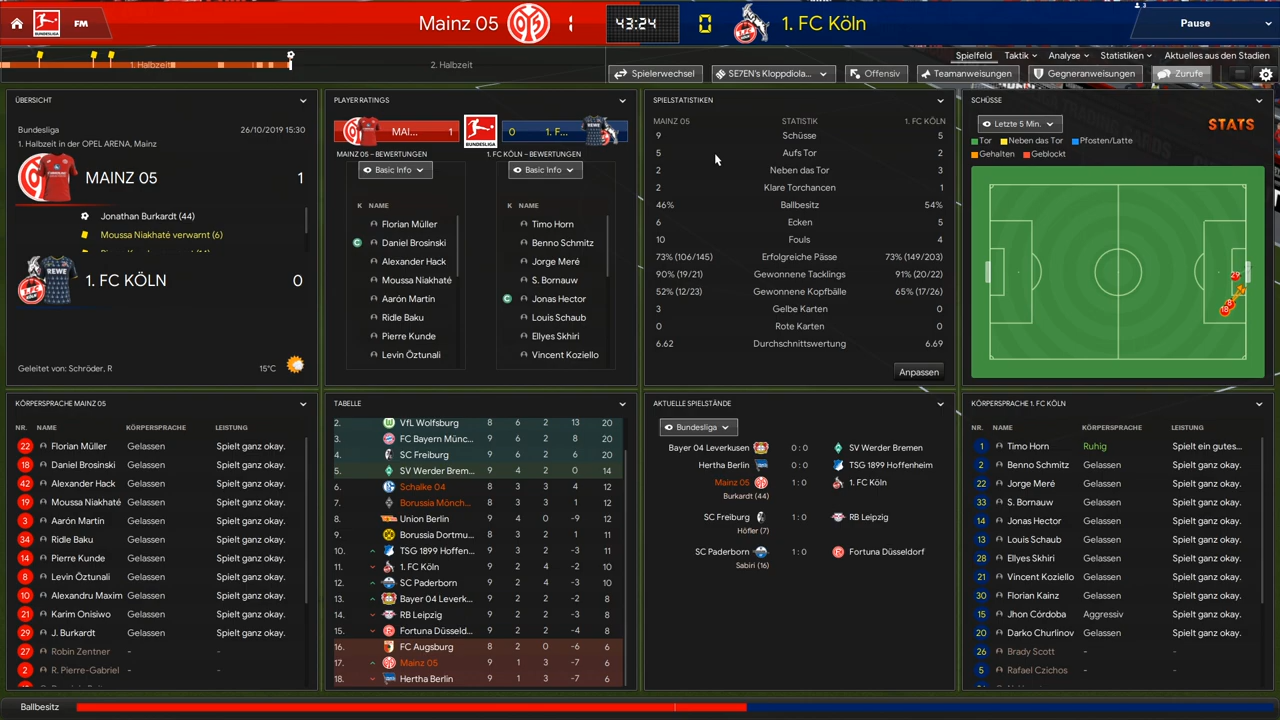 FM Mainz 05 43:24 0 1. FC Köln Pause
1. Halbzeit 2. Halbzeit
Spielfeld Taktik Analyse Statistiken Aktuelles aus den Stadien
Spielerwechsel SE7EN's Kloppdiola... Offensiv Teamanweisungen Gegneranweisungen Zurufe
ÜBERSICHT
Bundesliga 26/10/2019 15:30
1. Halbzeit in der OPEL ARENA, Mainz
MAINZ 05 1
Jonathan Burkardt (44)
Moussa Niakhaté verwarnt (6)
1. FC KÖLN 0
Geleitet von: Schröder, R 15°C
PLAYER RATINGS
MAI... 1 0 1. F...
MAINZ 05 – BEWERTUNGEN 1. FC KÖLN – BEWERTUNGEN
Basic Info Basic Info
K NAME K NAME
Florian Müller Timo Horn
Daniel Brosinski Benno Schmitz
Alexander Hack Jorge Meré
Moussa Niakhaté S. Bornauw
Aarón Martín Jonas Hector
Ridle Baku Louis Schaub
Pierre Kunde Ellyes Skhiri
Levin Öztunali Vincent Koziello
SPIELSTATISTIKEN
MAINZ 05 STATISTIK 1. FC KÖLN
9 Schüsse 5
5 Aufs Tor 2
2 Neben das Tor 3
2 Klare Torchancen 1
46% Ballbesitz 54%
6 Ecken 5
10 Fouls 4
73% (106/145) Erfolgreiche Pässe 73% (149/203)
90% (19/21) Gewonnene Tacklings 91% (20/22)
52% (12/23) Gewonnene Kopfbälle 65% (17/26)
3 Gelbe Karten 0
0 Rote Karten 0
6.62 Durchschnittswertung 6.69
Anpassen
SCHÜSSE
Letzte 5 Min. STATS
Tor Neben das Tor Pfosten/Latte
Gehalten Geblockt
29
8
18
KÖRPERSPRACHE MAINZ 05
NR. NAME KÖRPERSPRACHE LEISTUNG
22 Florian Müller Gelassen Spielt ganz okay.
18 Daniel Brosinski Gelassen Spielt ganz okay.
42 Alexander Hack Gelassen Spielt ganz okay.
19 Moussa Niakhaté Gelassen Spielt ganz okay.
3 Aarón Martín Gelassen Spielt ganz okay.
34 Ridle Baku Gelassen Spielt ganz okay.
14 Pierre Kunde Gelassen Spielt ganz okay.
8 Levin Öztunali Gelassen Spielt ganz okay.
10 Alexandru Maxim Gelassen Spielt ganz okay.
21 Karim Onisiwo Gelassen Spielt ganz okay.
29 J. Burkardt Gelassen Spielt ganz okay.
27 Robin Zentner - -
2 R. Pierre-Gabriel - -
TABELLE
2. VfL Wolfsburg 8 6 2 13 20
3. FC Bayern Münc... 9 6 2 8 20
4. SC Freiburg 9 6 2 6 20
5. SV Werder Brem... 9 4 2 0 14
6. Schalke 04 8 3 3 4 12
7. Borussia Mönch... 8 3 3 1 12
8. Union Berlin 9 4 0 -9 12
9. Borussia Dortmu... 8 3 2 1 11
10. TSG 1899 Hoffen... 9 3 2 -3 11
11. 1. FC Köln 9 2 4 -2 10
12. SC Paderborn 9 2 4 -3 10
13. Bayer 04 Leverk... 9 2 2 -2 8
14. RB Leipzig 9 2 2 -3 8
15. Fortuna Düsseld... 9 2 2 -4 8
16. FC Augsburg 8 2 0 -6 6
17. Mainz 05 9 1 3 -7 6
18. Hertha Berlin 9 1 3 -7 6
AKTUELLE SPIELSTÄNDE
Bundesliga
Bayer 04 Leverkusen 0 : 0 SV Werder Bremen
Hertha Berlin 0 : 0 TSG 1899 Hoffenheim
Mainz 05 1 : 0 1. FC Köln
Burkardt (44)
SC Freiburg 1 : 0 RB Leipzig
Höfler (7)
SC Paderborn 1 : 0 Fortuna Düsseldorf
Sabiri (16)
KÖRPERSPRACHE 1. FC KÖLN
NR. NAME KÖRPERSPRACHE LEISTUNG
1 Timo Horn Ruhig Spielt ein gutes...
2 Benno Schmitz Gelassen Spielt ganz okay.
22 Jorge Meré Gelassen Spielt ganz okay.
33 S. Bornauw Gelassen Spielt ganz okay.
14 Jonas Hector Gelassen Spielt ganz okay.
13 Louis Schaub Gelassen Spielt ganz okay.
28 Ellyes Skhiri Gelassen Spielt ganz okay.
21 Vincent Koziello Gelassen Spielt ganz okay.
30 Florian Kainz Gelassen Spielt ganz okay.
15 Jhon Córdoba Aggressiv Spielt ganz okay.
20 Darko Churlinov Gelassen Spielt ganz okay.
26 Brady Scott - -
5 Rafael Czichos - -
Ballbesitz